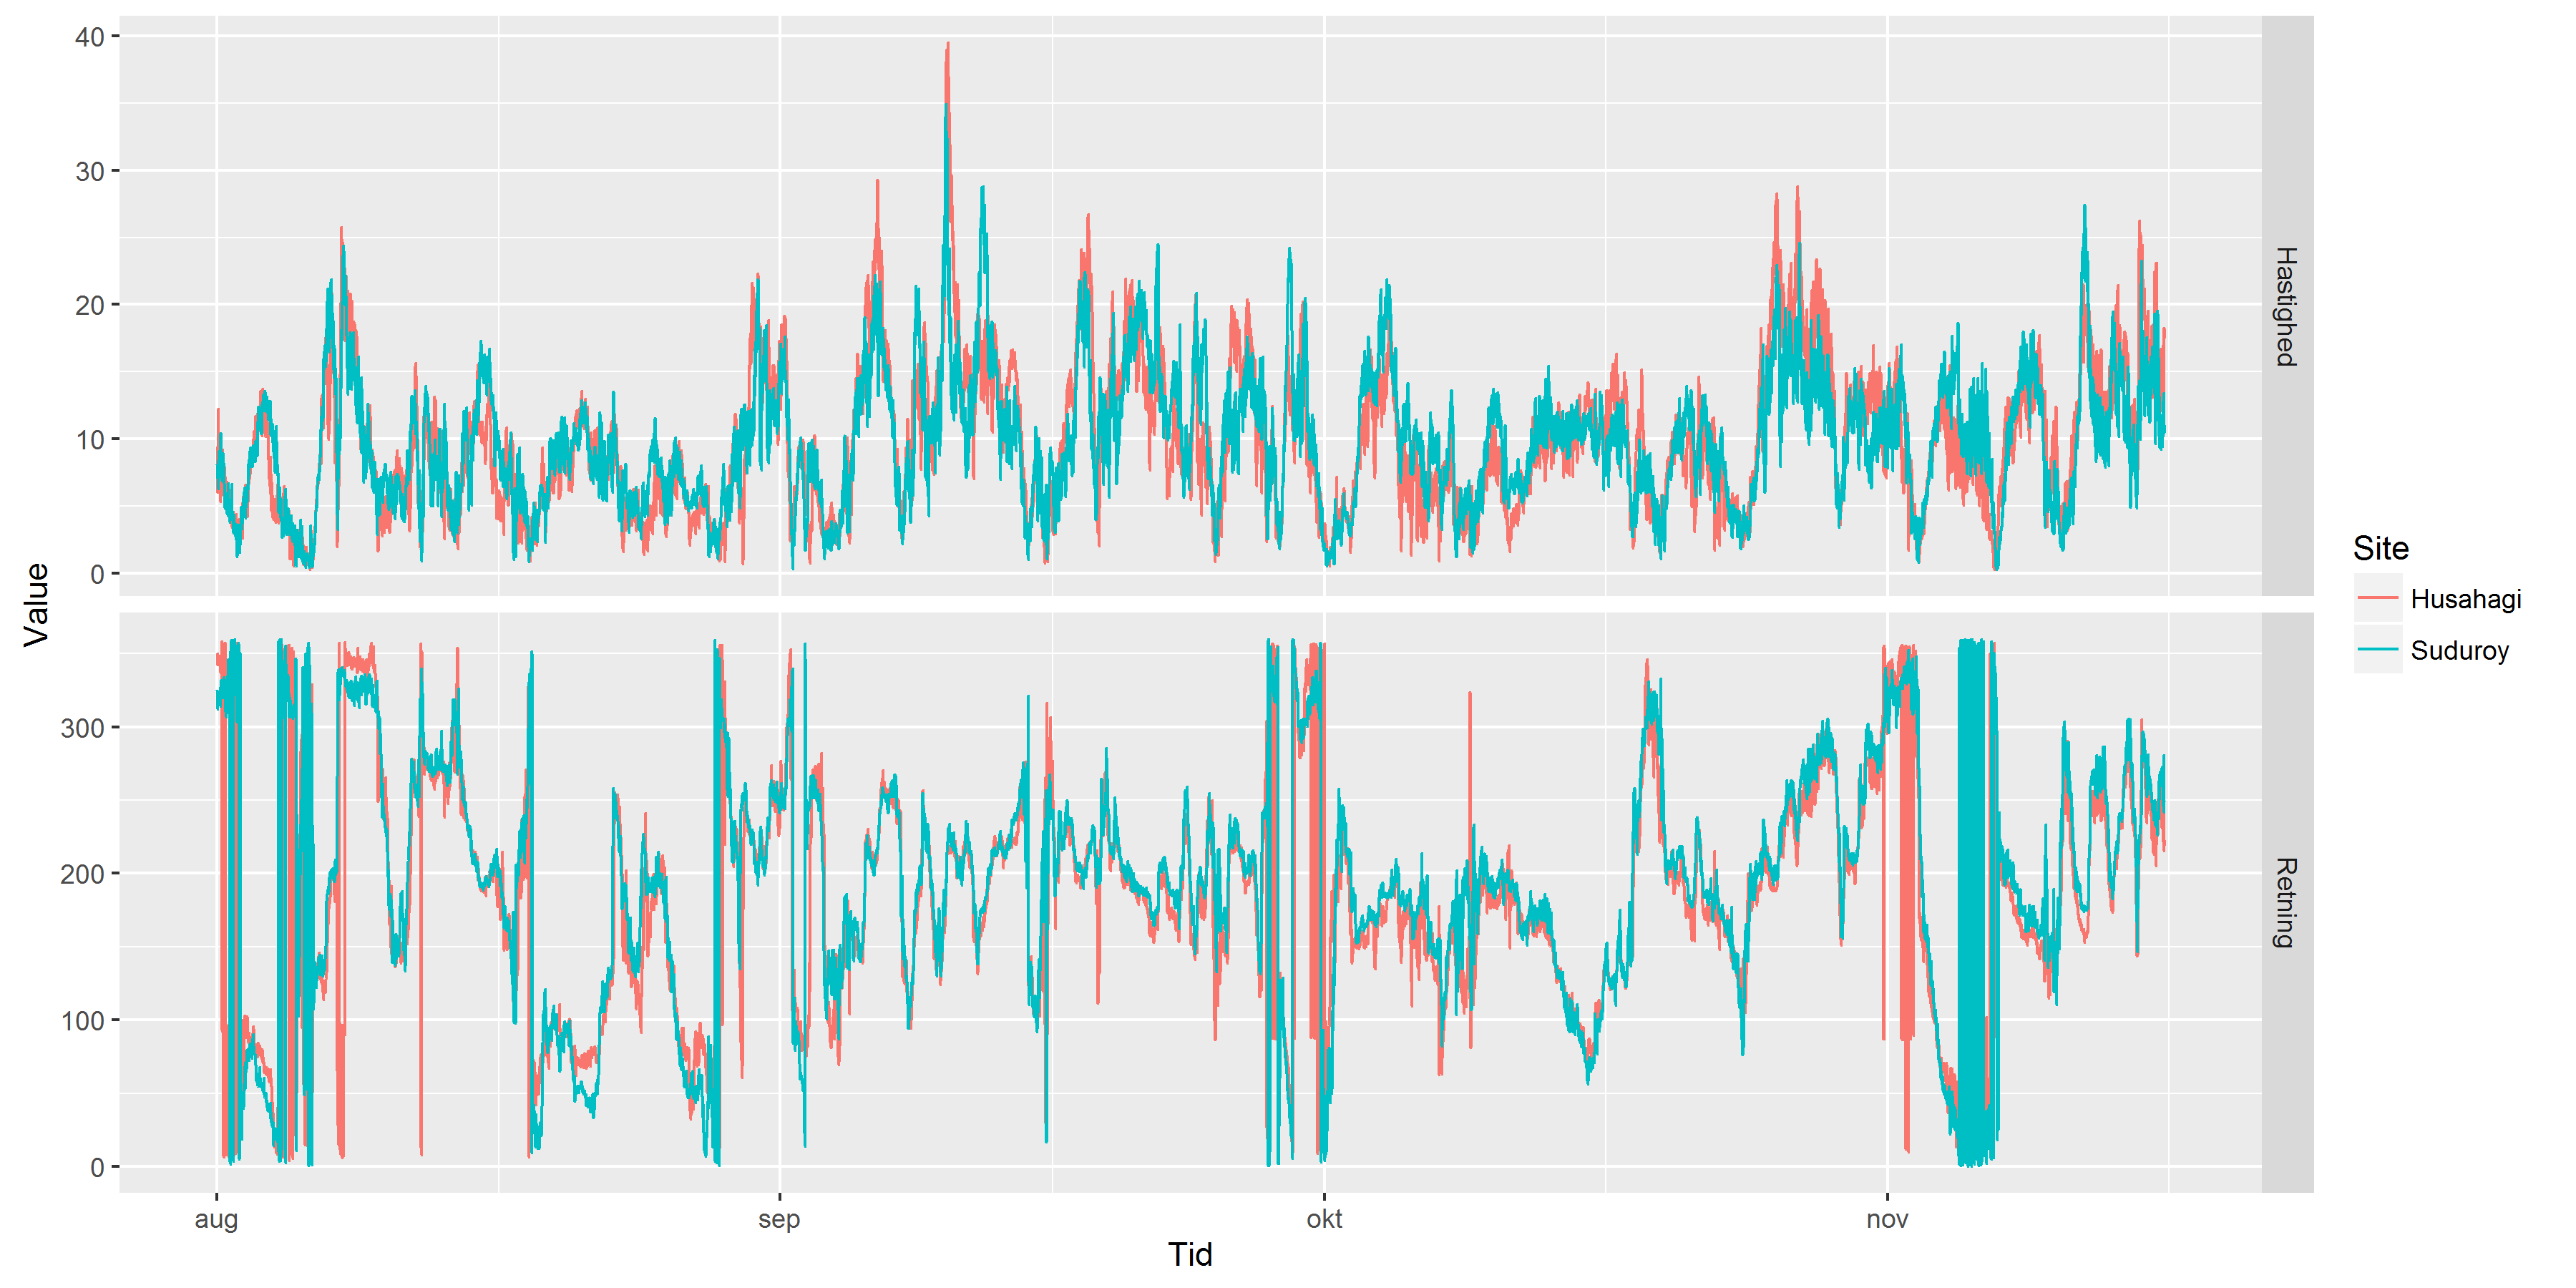 Value
40
30
20
10
0
Hastighed
300
200
100
0
Retning
aug sep okt nov
Tid
Site
Husahagi
Suduroy